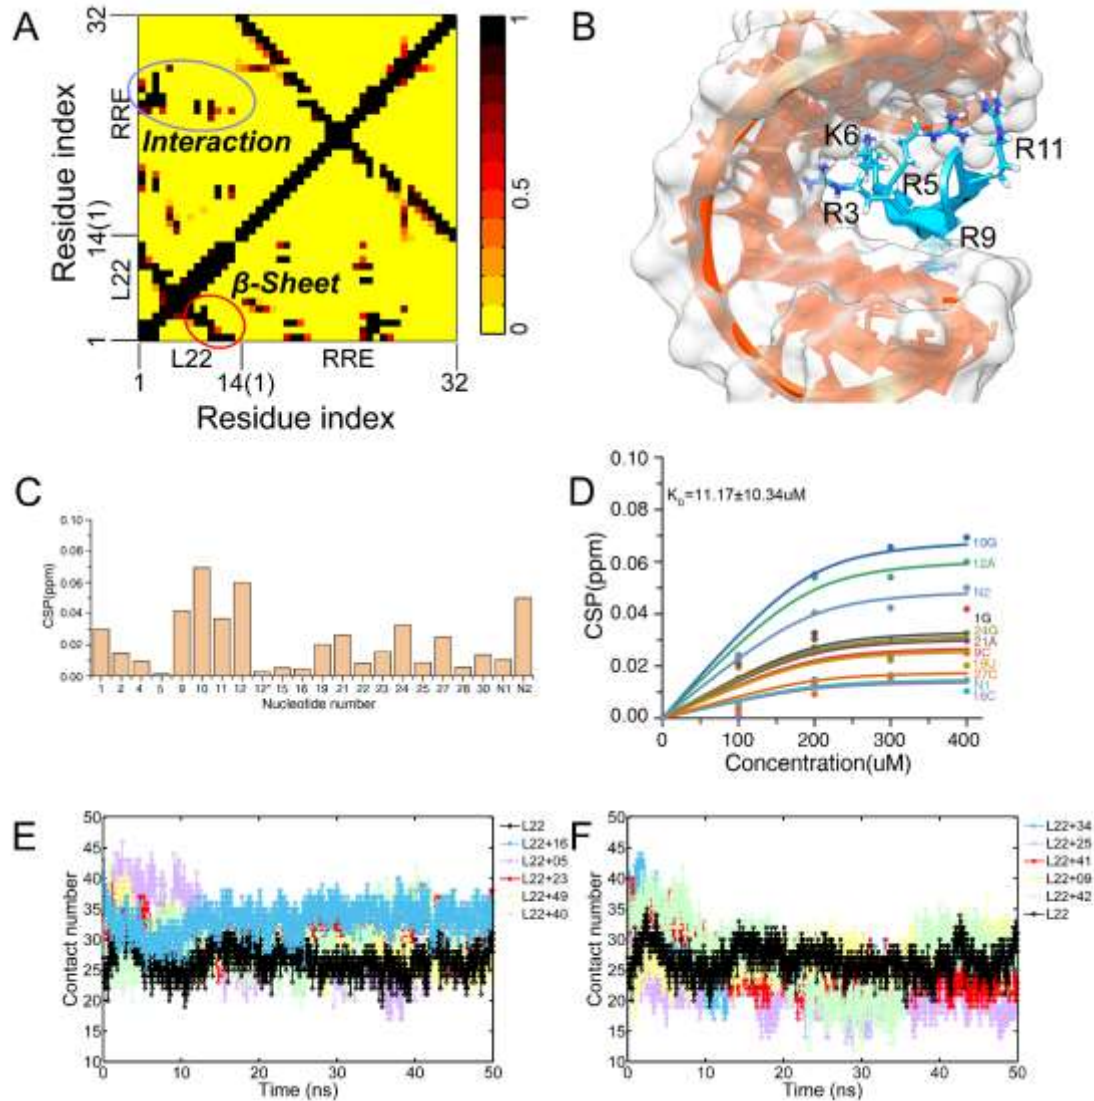 A
32
RRE
Interaction
Residue index
14(1)
L22
β-Sheet
1
L22
RRE
1
14(1)
32
Residue index
1
0.5
0
B
K6
R11
R5
R3
R9
C
CSP(ppm)
0.10
0.08
0.06
0.04
0.02
0.00
1 2 4 5 9 10 11 12 12* 15 16 19 21 22 23 24 25 27 28 30 N1 N2
Nucleotide number
D
K_D=11.17±10.34uM
CSP(ppm)
0.10
0.08
0.06
0.04
0.02
0.00
10G
12A
N2
1G
24G
21A
9C
19U
27C
N1
0 100 200 300 400
Concentration(uM)
E
Contact number
50
45
40
35
30
25
20
15
10
0 10 20 30 40 50
Time (ns)
L22
L22+16
L22+05
L22+23
L22+49
L22+40
F
Contact number
50
45
40
35
30
25
20
15
10
0 10 20 30 40 50
Time (ns)
L22+34
L22+25
L22+41
L22+09
L22+42
L22